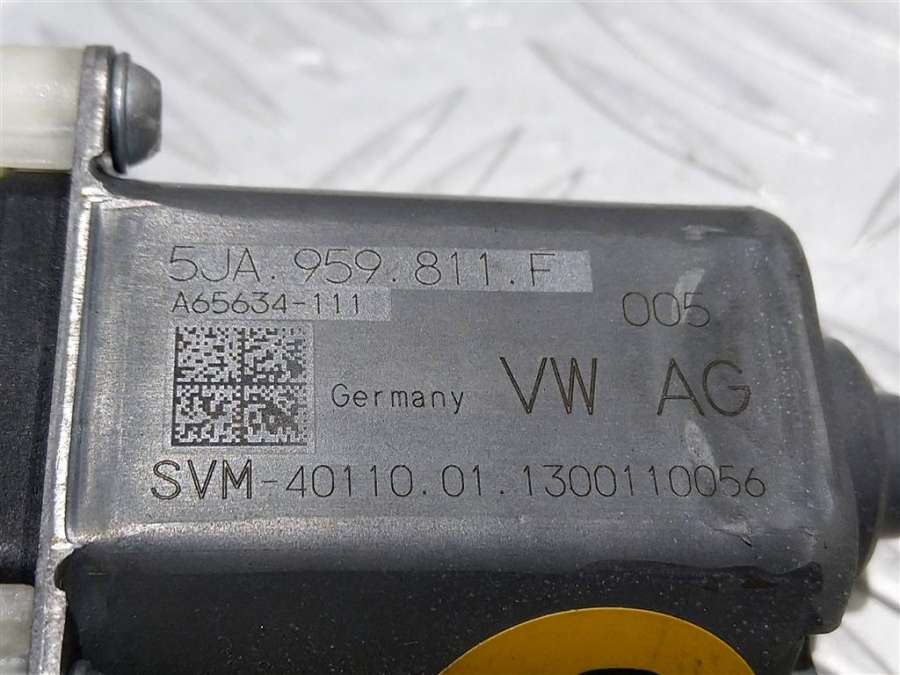 5JA.959.811.F
A65634-111
005
Germany VW AG
SVM-40110.01.1300110056